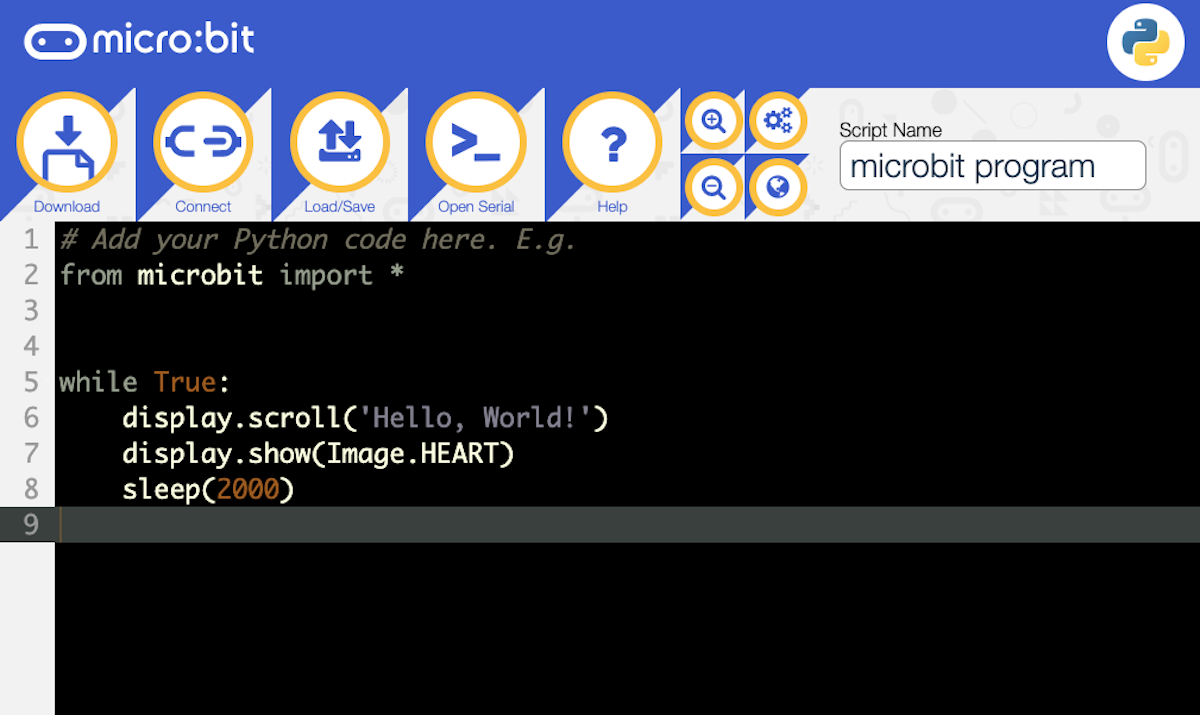 micro:bit
Download
Connect
Load/Save
Open Serial
Help
Script Name
microbit program
1 # Add your Python code here. E.g.
2 from microbit import *
3
4
5 while True:
6     display.scroll('Hello, World!')
7     display.show(Image.HEART)
8     sleep(2000)
9